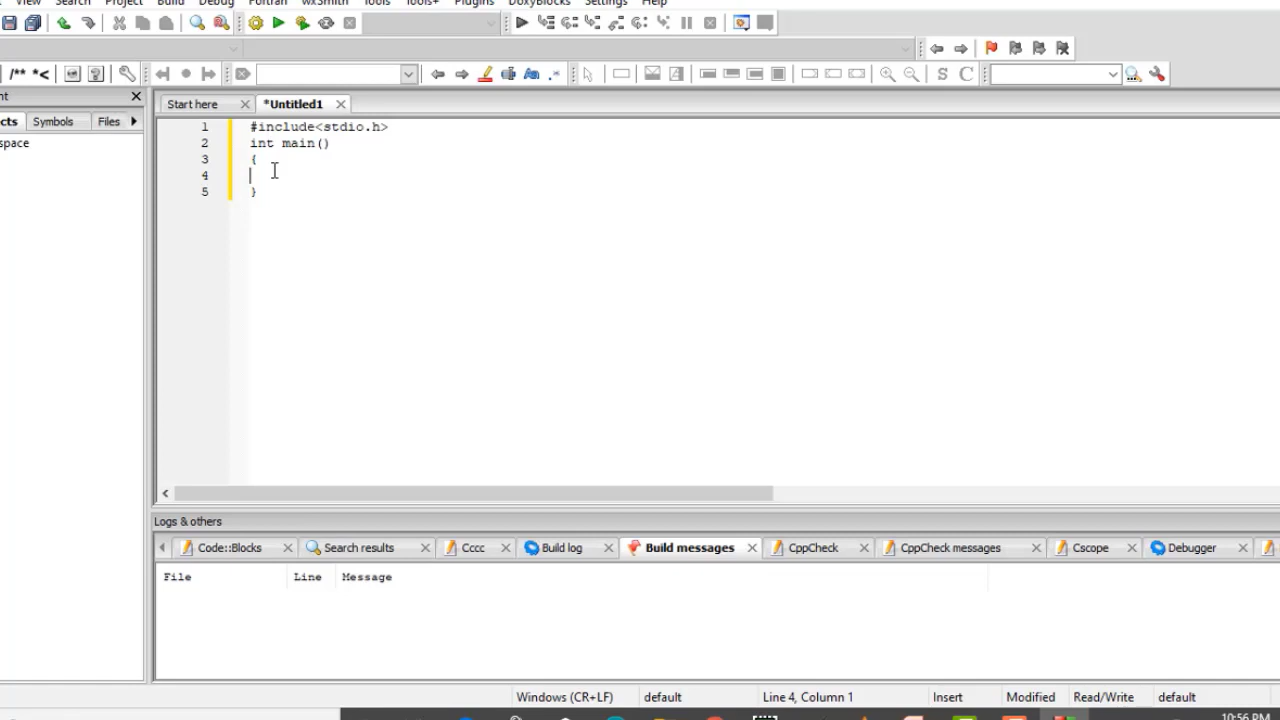 View Search Project Build Debug Fortran wxSmith Tools Tools+ Plugins DoxyBlocks Settings Help
/** *<
S C
Start here *Untitled1
Symbols Files
1 #include<stdio.h>
2 int main()
3 {
4
5 }
Logs & others
Code::Blocks Search results Cccc Build log Build messages CppCheck CppCheck messages Cscope Debugger
File Line Message
Windows (CR+LF) default Line 4, Column 1 Insert Modified Read/Write default
10:56 PM